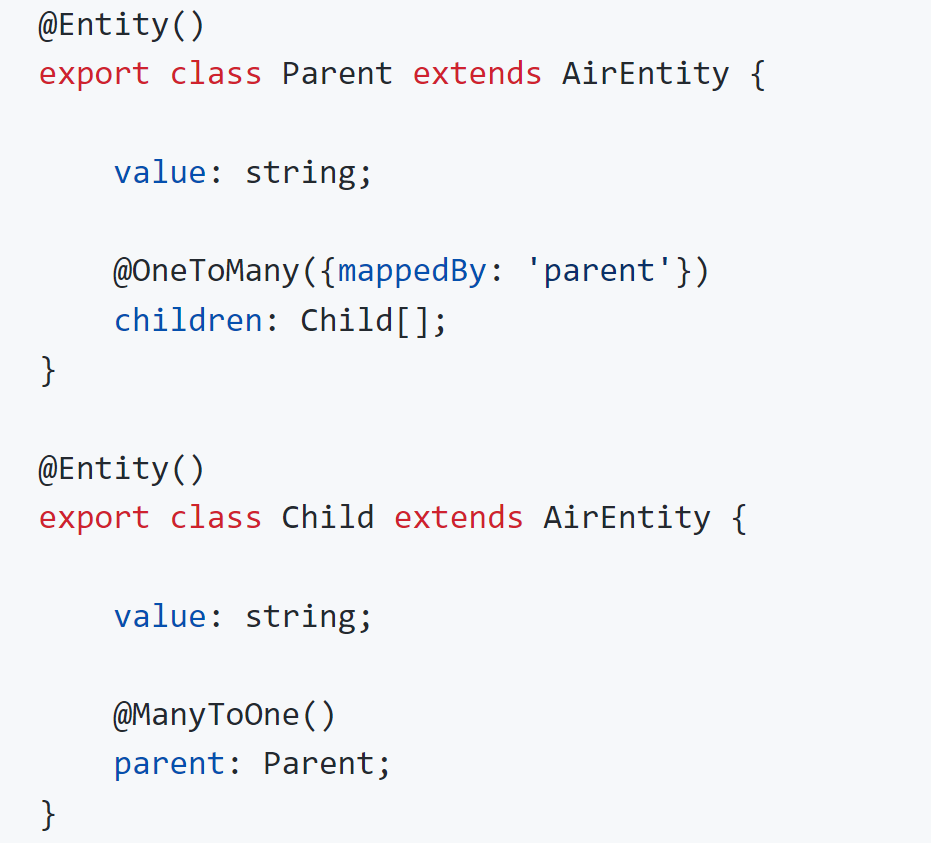 @Entity()
export class Parent extends AirEntity {
    value: string;
    @OneToMany({mappedBy: 'parent'})
    children: Child[];
}
@Entity()
export class Child extends AirEntity {
    value: string;
    @ManyToOne()
    parent: Parent;
}